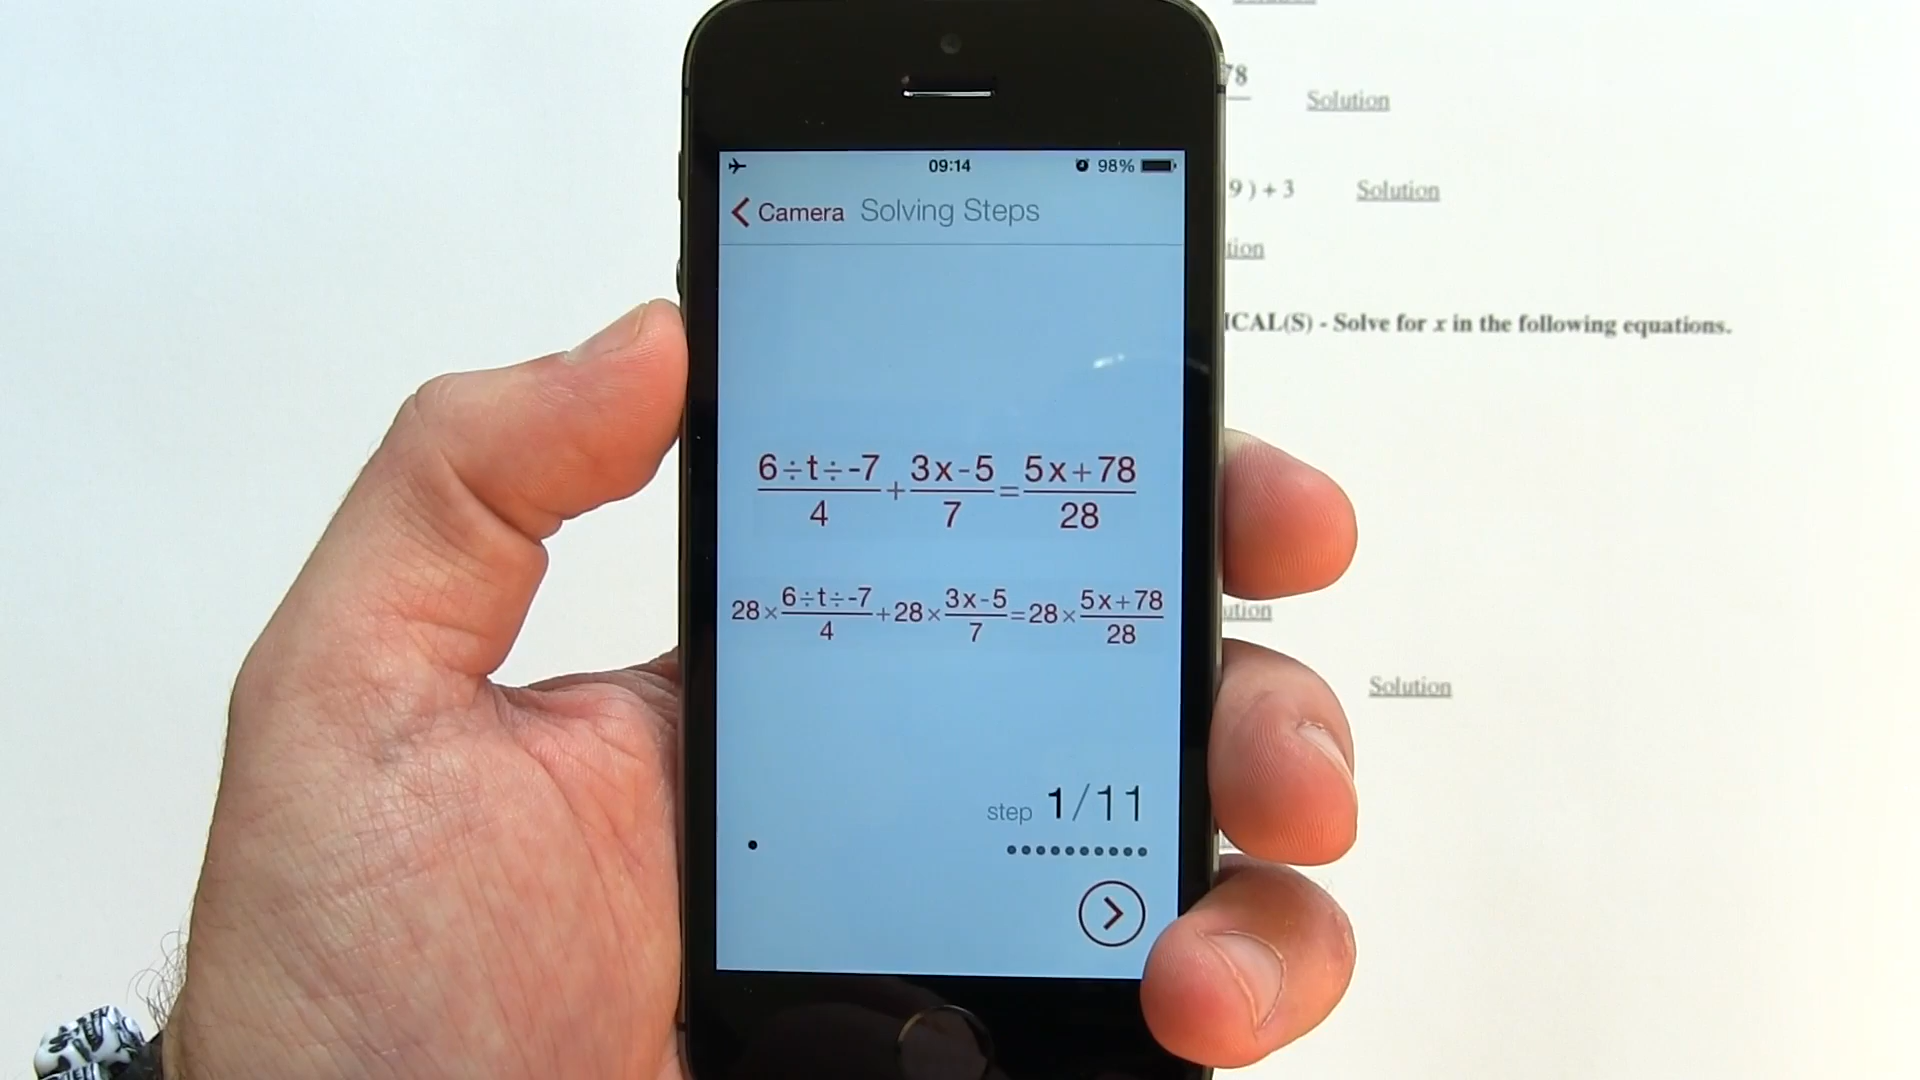 78
Solution
09:14 98%
9 ) + 3 Solution
Camera Solving Steps
tion
ICAL(S) - Solve for x in the following equations.
6÷t÷-7/4 + 3x-5/7 = 5x+78/28
28×6÷t÷-7/4 +28×3x-5/7 =28×5x+78/28
ution
Solution
step 1/11